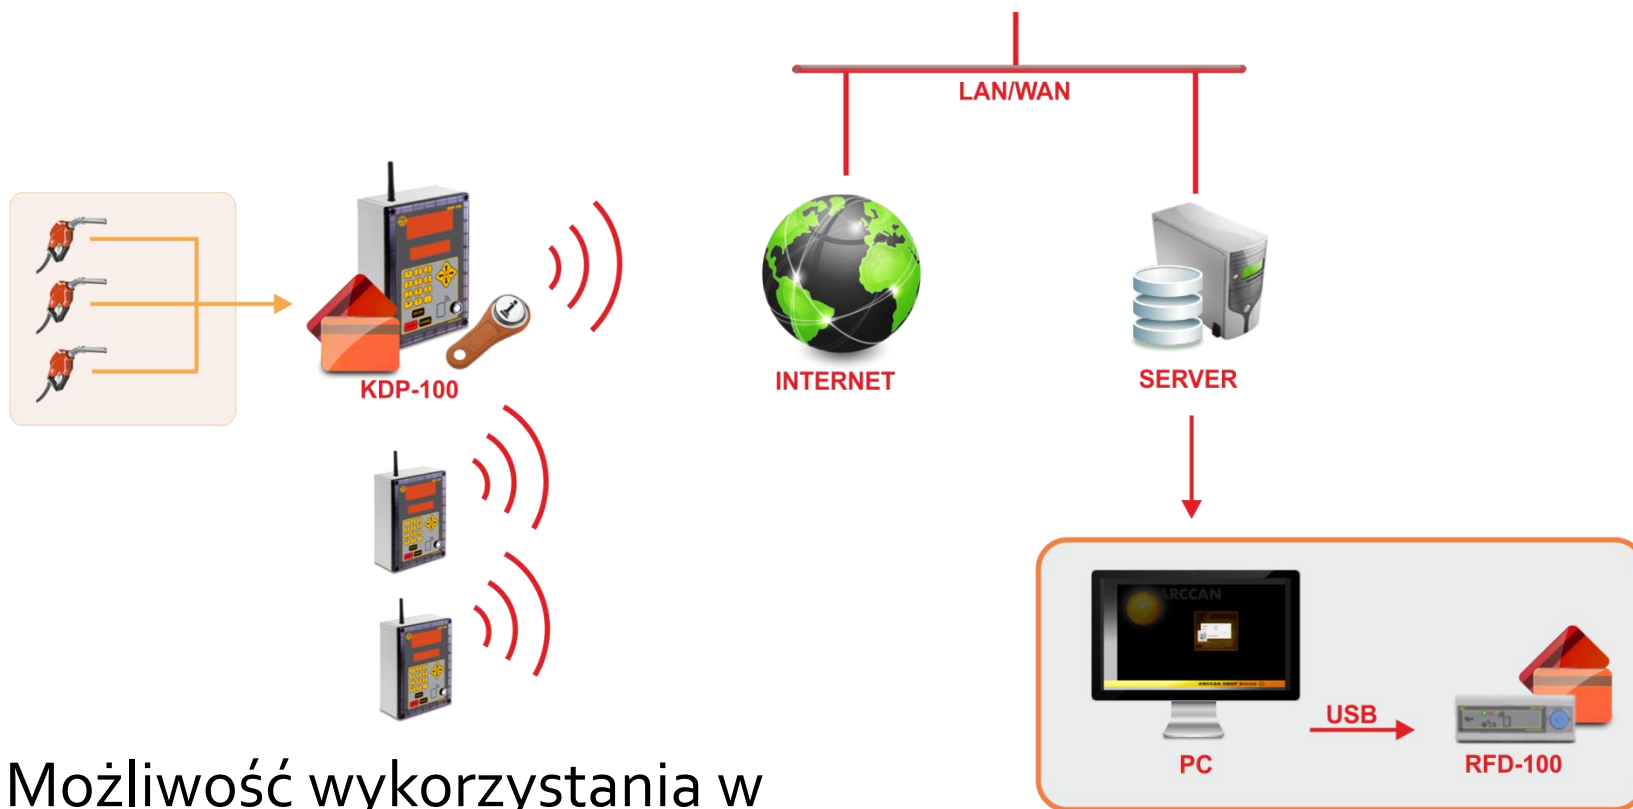 LAN/WAN
KDP-100
INTERNET
SERVER
ARCCAN
USB
PC
RFD-100
Możliwość wykorzystania w